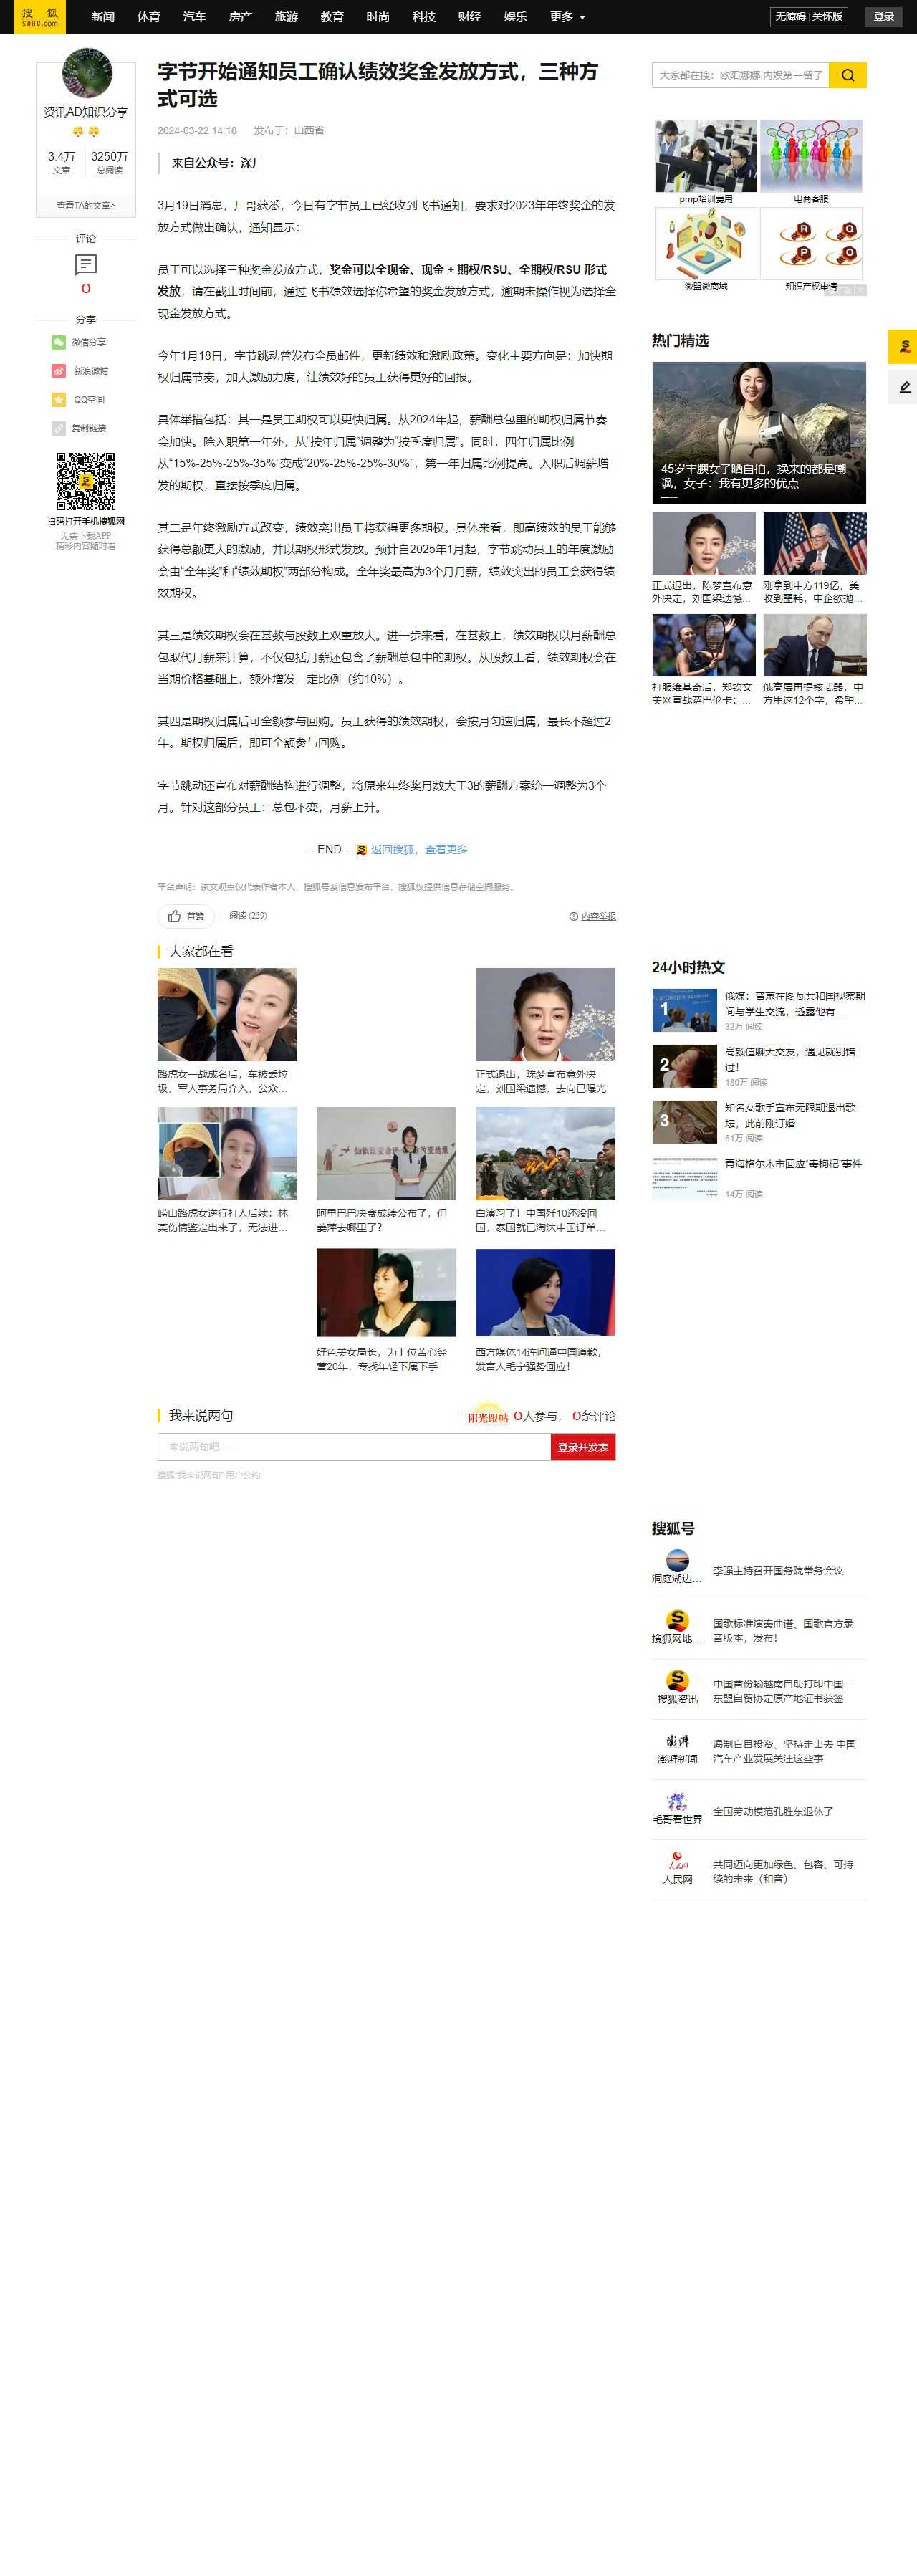 搜狐
S●HU.com
新闻 体育 汽车 房产 旅游 教育 时尚 科技 财经 娱乐 更多
无障碍 | 关怀版
登录
资讯AD知识分享
3.4万 3250万
文章 总阅读
查看TA的文章>
评论
0
分享
微信分享
新浪微博
QQ空间
复制链接
扫码打开手机搜狐网
无需下载APP
精彩内容随时看
字节开始通知员工确认绩效奖金发放方式，三种方
式可选
2024-03-22 14:18 发布于：山西省
来自公众号：深厂
3月19日消息，厂哥获悉，今日有字节员工已经收到飞书通知，要求对2023年年终奖金的发
放方式做出确认，通知显示：
员工可以选择三种奖金发放方式，奖金可以全现金、现金 + 期权/RSU、全期权/RSU 形式
发放，请在截止时间前，通过飞书绩效选择你希望的奖金发放方式，逾期未操作视为选择全
现金发放方式。
今年1月18日，字节跳动曾发布全员邮件，更新绩效和激励政策。变化主要方向是：加快期
权归属节奏，加大激励力度，让绩效好的员工获得更好的回报。
具体举措包括：其一是员工期权可以更快归属。从2024年起，薪酬总包里的期权归属节奏
会加快。除入职第一年外，从“按年归属”调整为“按季度归属”。同时，四年归属比例
从“15%-25%-25%-35%”变成“20%-25%-25%-30%”，第一年归属比例提高。入职后调薪增
发的期权，直接按季度归属。
其二是年终激励方式改变，绩效突出员工将获得更多期权。具体来看，即高绩效的员工能够
获得总额更大的激励，并以期权形式发放。预计自2025年1月起，字节跳动员工的年度激励
会由“全年奖”和“绩效期权”两部分构成。全年奖最高为3个月月薪，绩效突出的员工会获得绩
效期权。
其三是绩效期权会在基数与股数上双重放大。进一步来看，在基数上，绩效期权以月薪酬总
包取代月薪来计算，不仅包括月薪还包含了薪酬总包中的期权。从股数上看，绩效期权会在
当期价格基础上，额外增发一定比例（约10%）。
其四是期权归属后可全额参与回购。员工获得的绩效期权，会按月匀速归属，最长不超过2
年。期权归属后，即可全额参与回购。
字节跳动还宣布对薪酬结构进行调整，将原来年终奖月数大于3的薪酬方案统一调整为3个
月。针对这部分员工：总包不变，月薪上升。
---END--- 返回搜狐，查看更多
平台声明：该文观点仅代表作者本人，搜狐号系信息发布平台，搜狐仅提供信息存储空间服务。
首赞 | 阅读 (259)
内容举报
大家都在看
路虎女一战成名后，车被丢垃
圾，军人事务局介入，公众...
正式退出，陈梦宣布意外决
定，刘国梁遗憾，去向已曝光
崂山路虎女逆行打人后续：林
某伤情鉴定出来了，无法进...
阿里巴巴决赛成绩公布了，但
姜萍去哪里了？
白演习了！中国歼10还没回
国，泰国就已淘汰中国订单...
好色美女局长，为上位苦心经
营20年，专找年轻下属下手
西方媒体14连问逼中国道歉，
发言人毛宁强势回应！
我来说两句
阳光跟帖 0人参与， 0条评论
来说两句吧......
登录并发表
搜狐“我来说两句” 用户公约
大家都在搜：欧阳娜娜 内娱第一留子
pmp培训费用
电商客服
微盟微商城
知识产权申请
R
Q
P
O
热门精选
45岁丰腴女子晒自拍，换来的都是嘲
讽，女子：我有更多的优点
正式退出，陈梦宣布意
外决定，刘国梁遗憾...
刚拿到中方119亿，美
收到噩耗，中企欲抛...
打服维基奇后，郑钦文
美网宣战萨巴伦卡：...
俄高层再提核武器，中
方用这12个字，希望...
24小时热文
1
俄媒：普京在图瓦共和国视察期
间与学生交流，透露他有...
32万 阅读
2
高颜值聊天交友，遇见就别错
过！
180万 阅读
3
知名女歌手宣布无限期退出歌
坛，此前刚订婚
61万 阅读
青海格尔木市回应“毒枸杞”事件
14万 阅读
搜狐号
洞庭湖边...
李强主持召开国务院常务会议
搜狐网地...
国歌标准演奏曲谱、国歌官方录
音版本，发布！
搜狐资讯
中国首份输越南自助打印中国—
东盟自贸协定原产地证书获签
澎湃
澎湃新闻
遏制盲目投资、坚持走出去 中国
汽车产业发展关注这些事
毛哥看世界
全国劳动模范孔胜东退休了
人民网
人民网
共同迈向更加绿色、包容、可持
续的未来（和音）